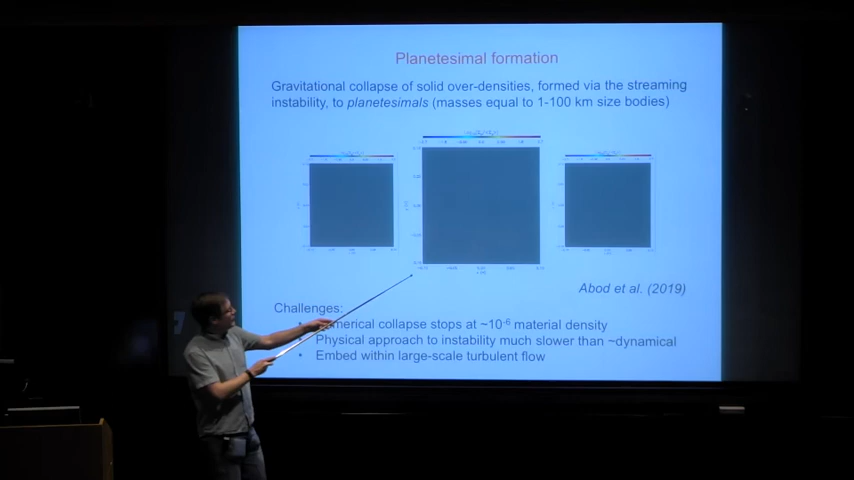 Planetesimal formation
Gravitational collapse of solid over-densities, formed via the streaming
instability, to planetesimals (masses equal to 1-100 km size bodies)
Abod et al. (2019)
Challenges:
collapse stops at ~10⁻⁶ material density
Physical approach to instability much slower than ~dynamical
Embed within large-scale turbulent flow